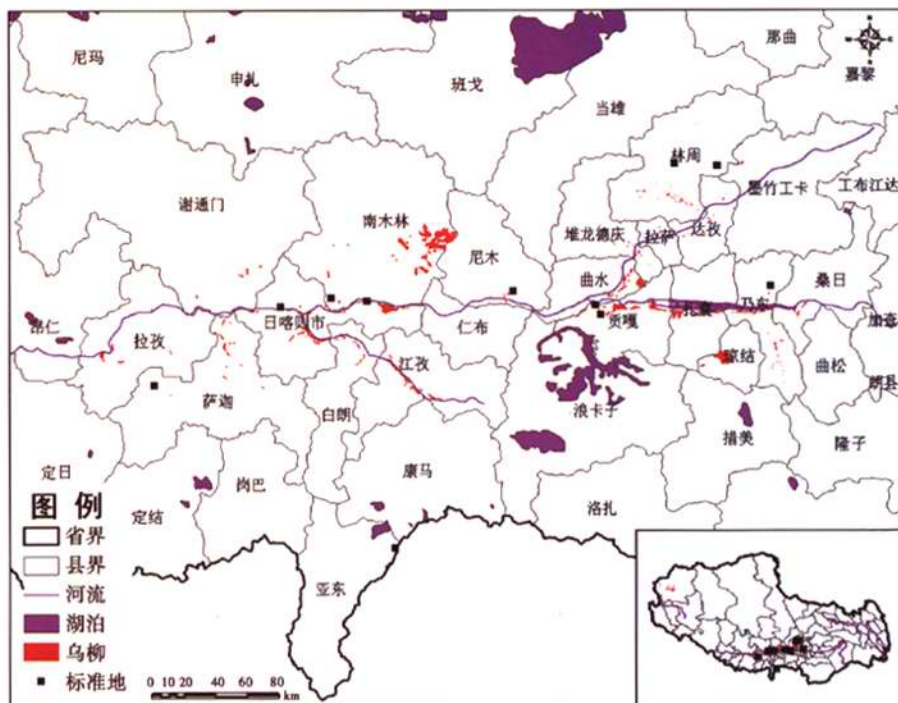 那曲
尼玛
申扎
班戈
嘉黎
当雄
林周
墨竹工卡
工布江达
谢通门
南木林
堆龙德庆
拉萨
达孜
尼木
曲水
桑日
昂仁
日喀则市
仁布
贡嘎
扎囊
乃东
加查
拉孜
江孜
琼结
曲松
朗县
萨迦
白朗
浪卡子
措美
隆子
定日
岗巴
康马
定结
洛扎
亚东
图 例
省界
县界
河流
湖泊
乌柳
标准地
0 10 20 40 60 80
km